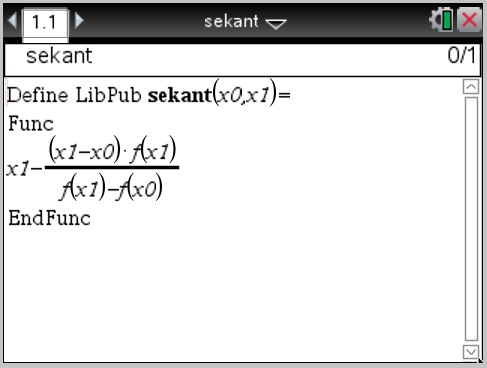 1.1 sekant
sekant 0/1
Define LibPub sekant(x0,x1)=
Func
x1-((x1-x0)·f(x1))/(f(x1)-f(x0))
EndFunc